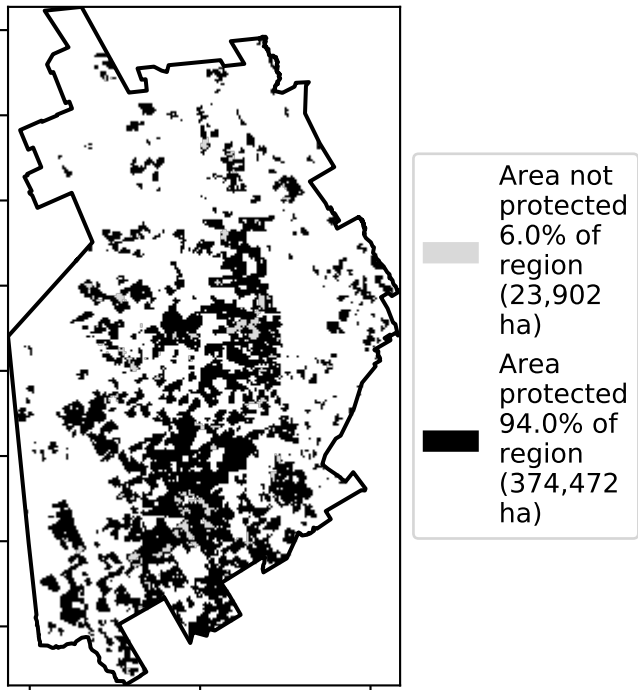 Area not
protected
6.0% of
region
(23,902
ha)
Area
protected
94.0% of
region
(374,472
ha)